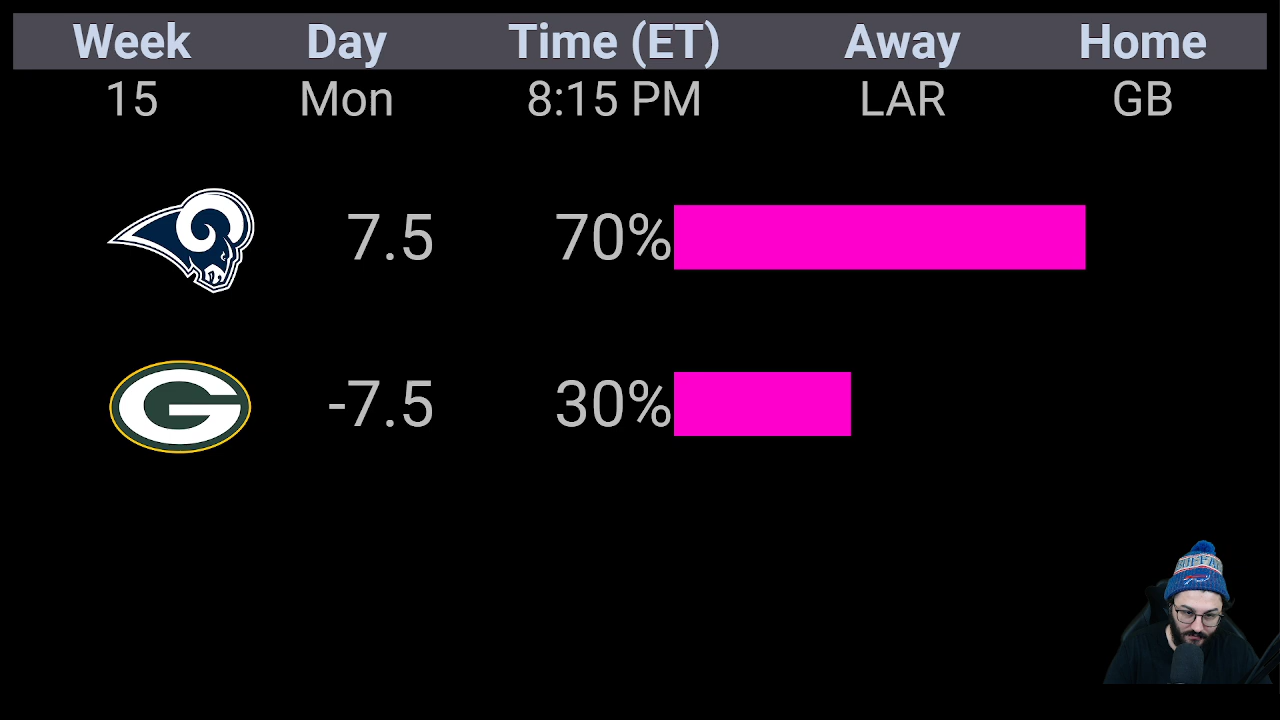 Week Day Time (ET) Away Home
15 Mon 8:15 PM LAR GB
7.5 70%
G
-7.5 30%
BUFFALO